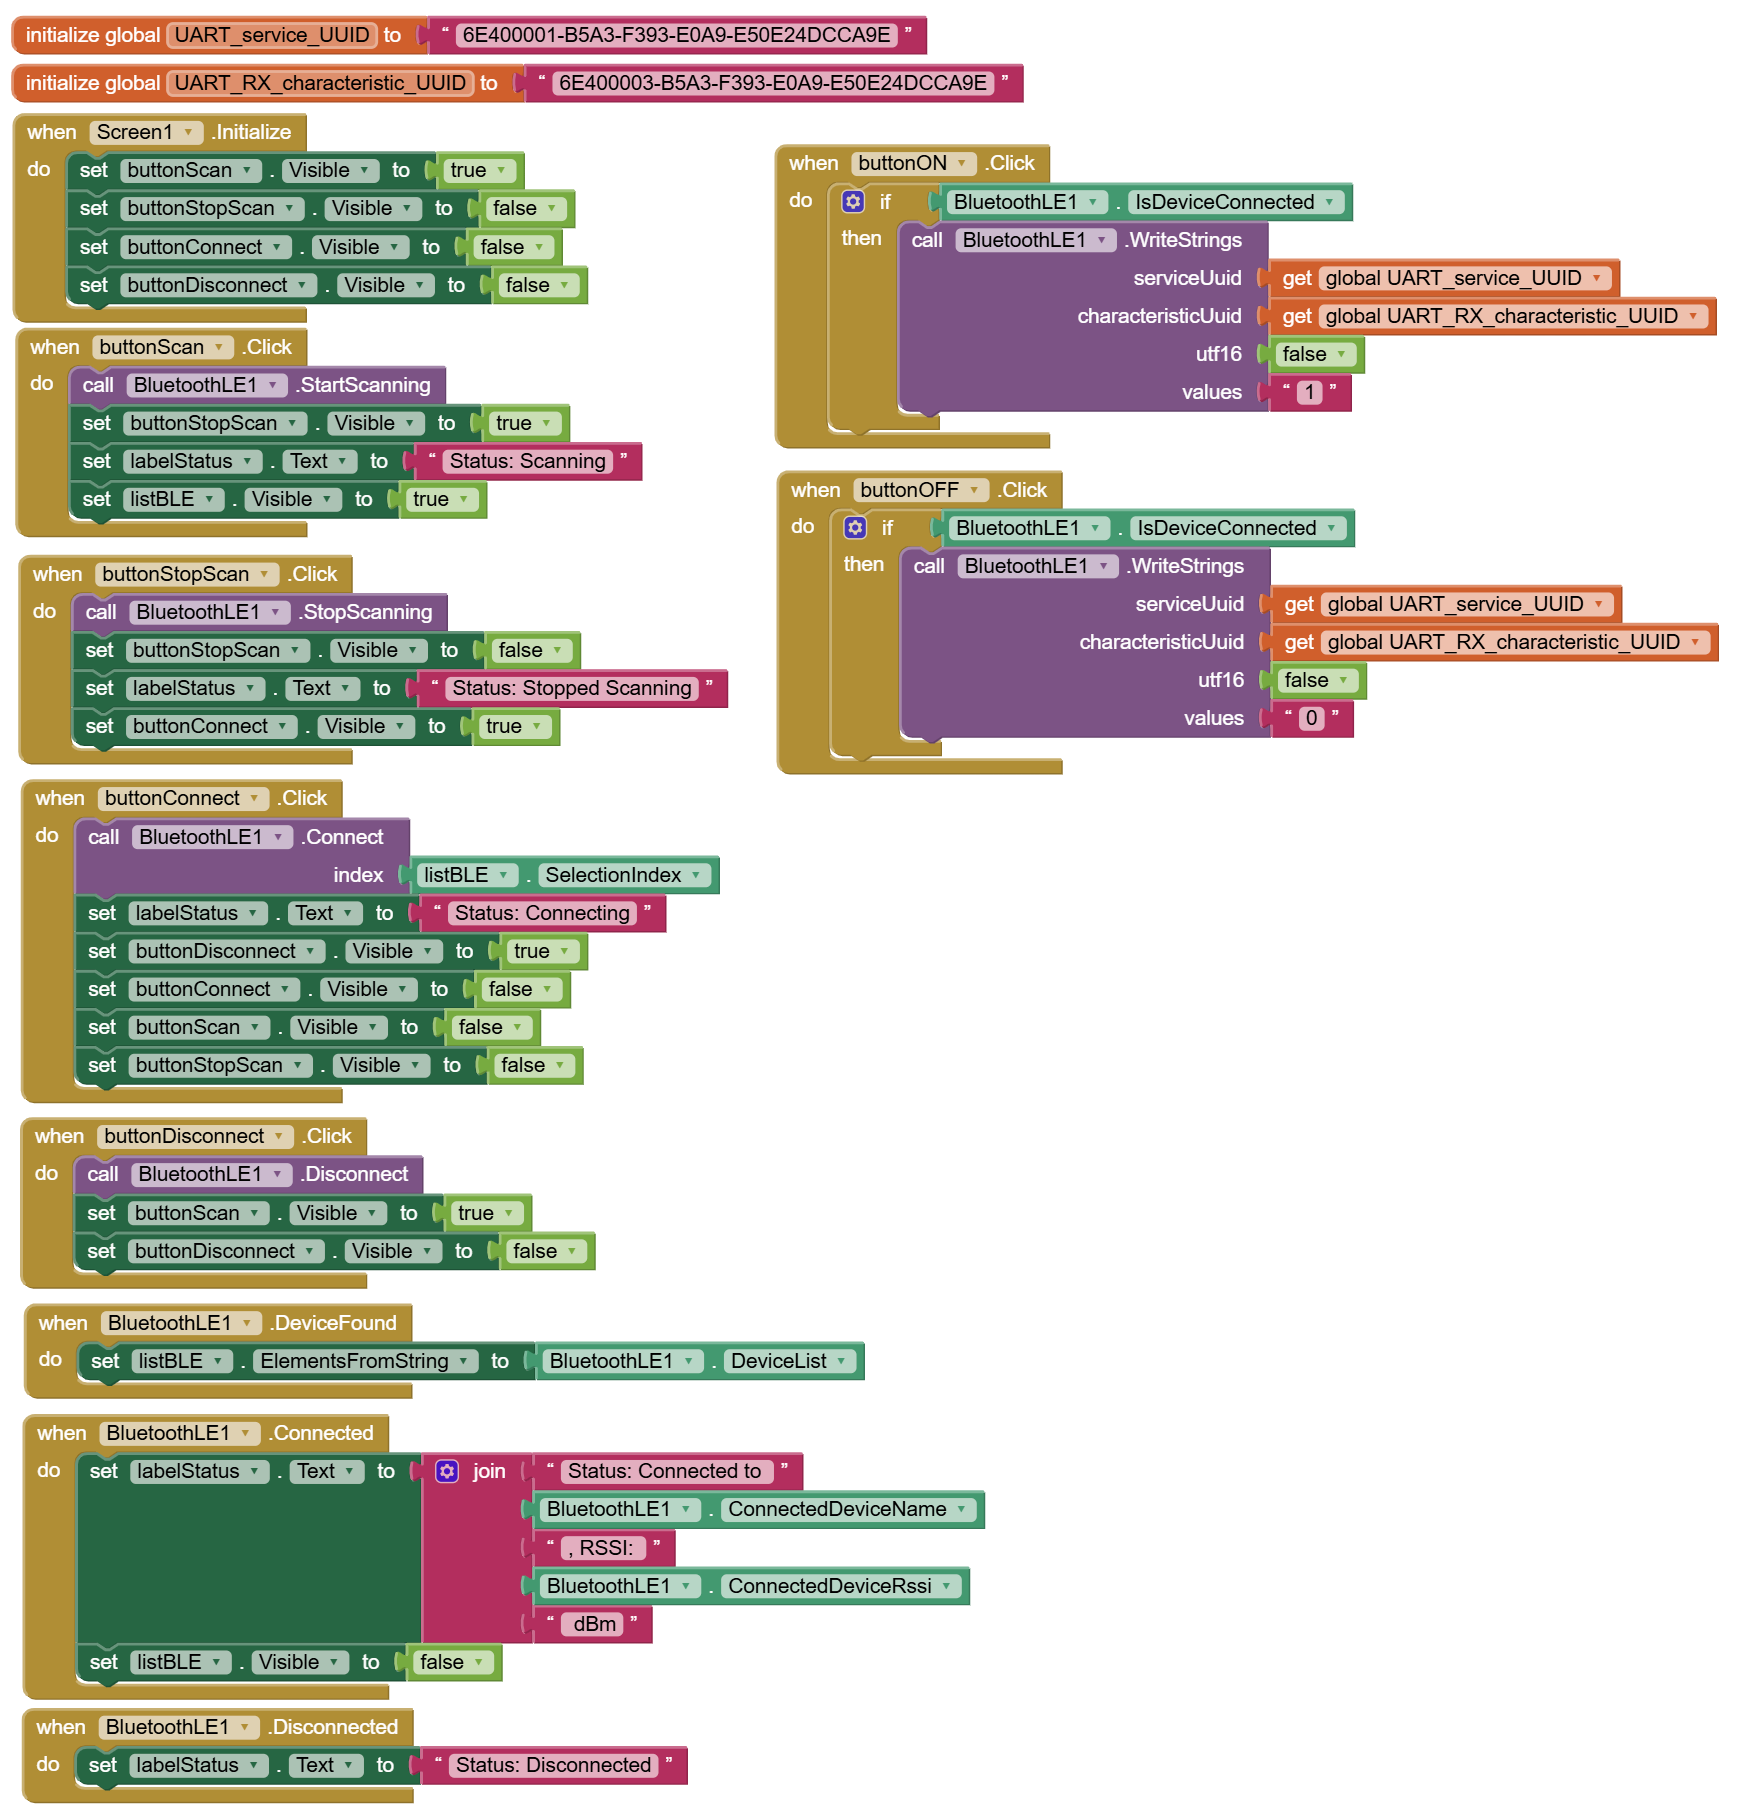 initialize global UART_service_UUID to “ 6E400001-B5A3-F393-E0A9-E50E24DCCA9E ”
initialize global UART_RX_characteristic_UUID to “ 6E400003-B5A3-F393-E0A9-E50E24DCCA9E ”
when Screen1 .Initialize
do set buttonScan . Visible to true
set buttonStopScan . Visible to false
set buttonConnect . Visible to false
set buttonDisconnect . Visible to false
when buttonScan .Click
do call BluetoothLE1 .StartScanning
set buttonStopScan . Visible to true
set labelStatus . Text to “ Status: Scanning ”
set listBLE . Visible to true
when buttonStopScan .Click
do call BluetoothLE1 .StopScanning
set buttonStopScan . Visible to false
set labelStatus . Text to “ Status: Stopped Scanning ”
set buttonConnect . Visible to true
when buttonConnect .Click
do call BluetoothLE1 .Connect
index listBLE . SelectionIndex
set labelStatus . Text to “ Status: Connecting ”
set buttonDisconnect . Visible to true
set buttonConnect . Visible to false
set buttonScan . Visible to false
set buttonStopScan . Visible to false
when buttonDisconnect .Click
do call BluetoothLE1 .Disconnect
set buttonScan . Visible to true
set buttonDisconnect . Visible to false
when BluetoothLE1 .DeviceFound
do set listBLE . ElementsFromString to BluetoothLE1 . DeviceList
when BluetoothLE1 .Connected
do set labelStatus . Text to join “ Status: Connected to ”
BluetoothLE1 . ConnectedDeviceName
“ , RSSI: ”
BluetoothLE1 . ConnectedDeviceRssi
“ dBm ”
set listBLE . Visible to false
when BluetoothLE1 .Disconnected
do set labelStatus . Text to “ Status: Disconnected ”
when buttonON .Click
do if BluetoothLE1 . IsDeviceConnected
then call BluetoothLE1 .WriteStrings
serviceUuid get global UART_service_UUID
characteristicUuid get global UART_RX_characteristic_UUID
utf16 false
values “ 1 ”
when buttonOFF .Click
do if BluetoothLE1 . IsDeviceConnected
then call BluetoothLE1 .WriteStrings
serviceUuid get global UART_service_UUID
characteristicUuid get global UART_RX_characteristic_UUID
utf16 false
values “ 0 ”